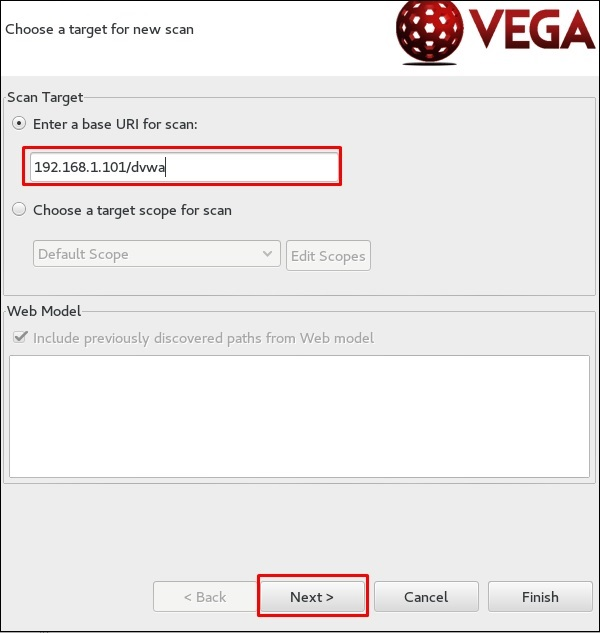 Choose a target for new scan
VEGA
Scan Target
Enter a base URI for scan:
192.168.1.101/dvwa
Choose a target scope for scan
Default Scope
Edit Scopes
Web Model
Include previously discovered paths from Web model
< Back
Next >
Cancel
Finish